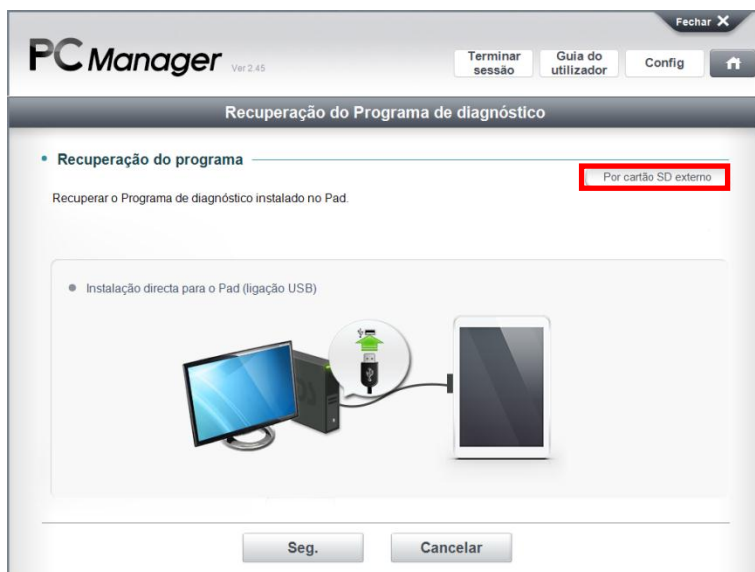 Fechar X
PC Manager Ver 2.45
Terminar sessão
Guia do utilizador
Config
Recuperação do Programa de diagnóstico
Recuperação do programa
Por cartão SD externo
Recuperar o Programa de diagnóstico instalado no Pad.
Instalação directa para o Pad (ligação USB)
Seg.
Cancelar